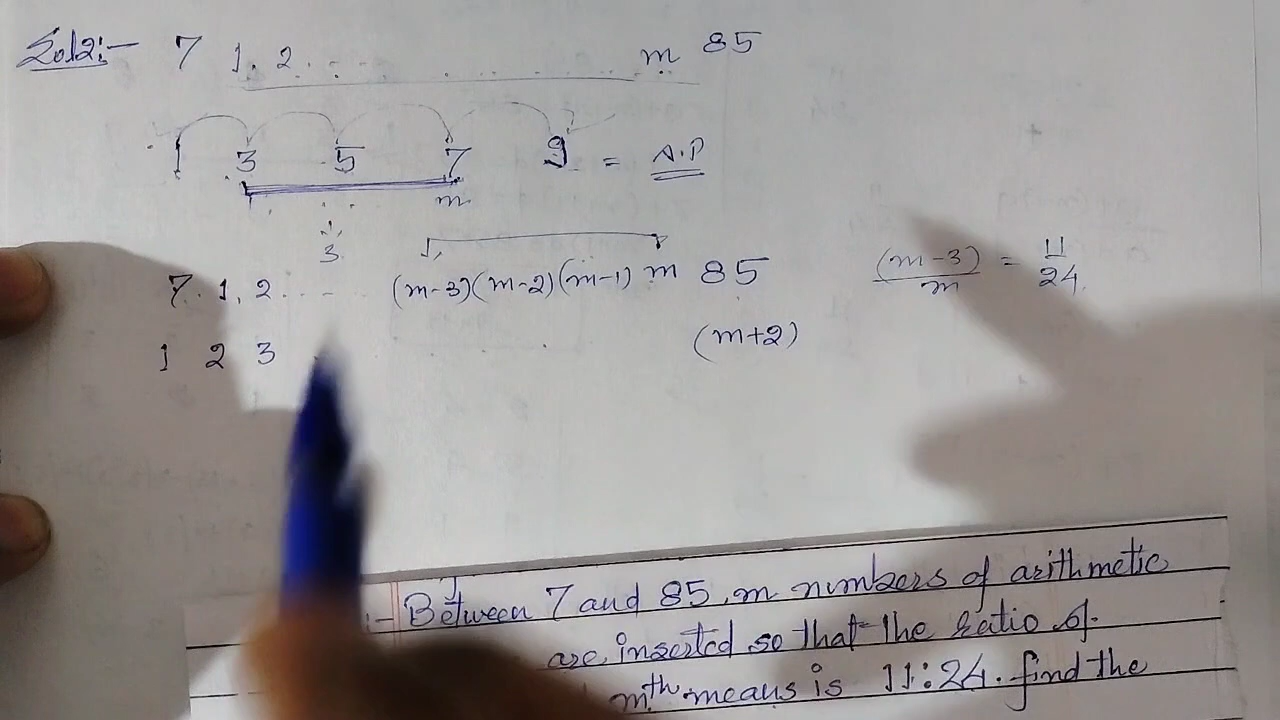 Sol2:- 7 1, 2 . . . . . . . . . . . . m 85
1 3 5 7 9 = A.P
m
3
7 1, 2 . . . . (m-3)(m-2)(m-1) m 85 (m-3)/m = 11/24
1 2 3 (m+2)
:- Between 7 and 85, m numbers of arithmetic
are inserted so that the ratio of
mth means is 11:24. find the